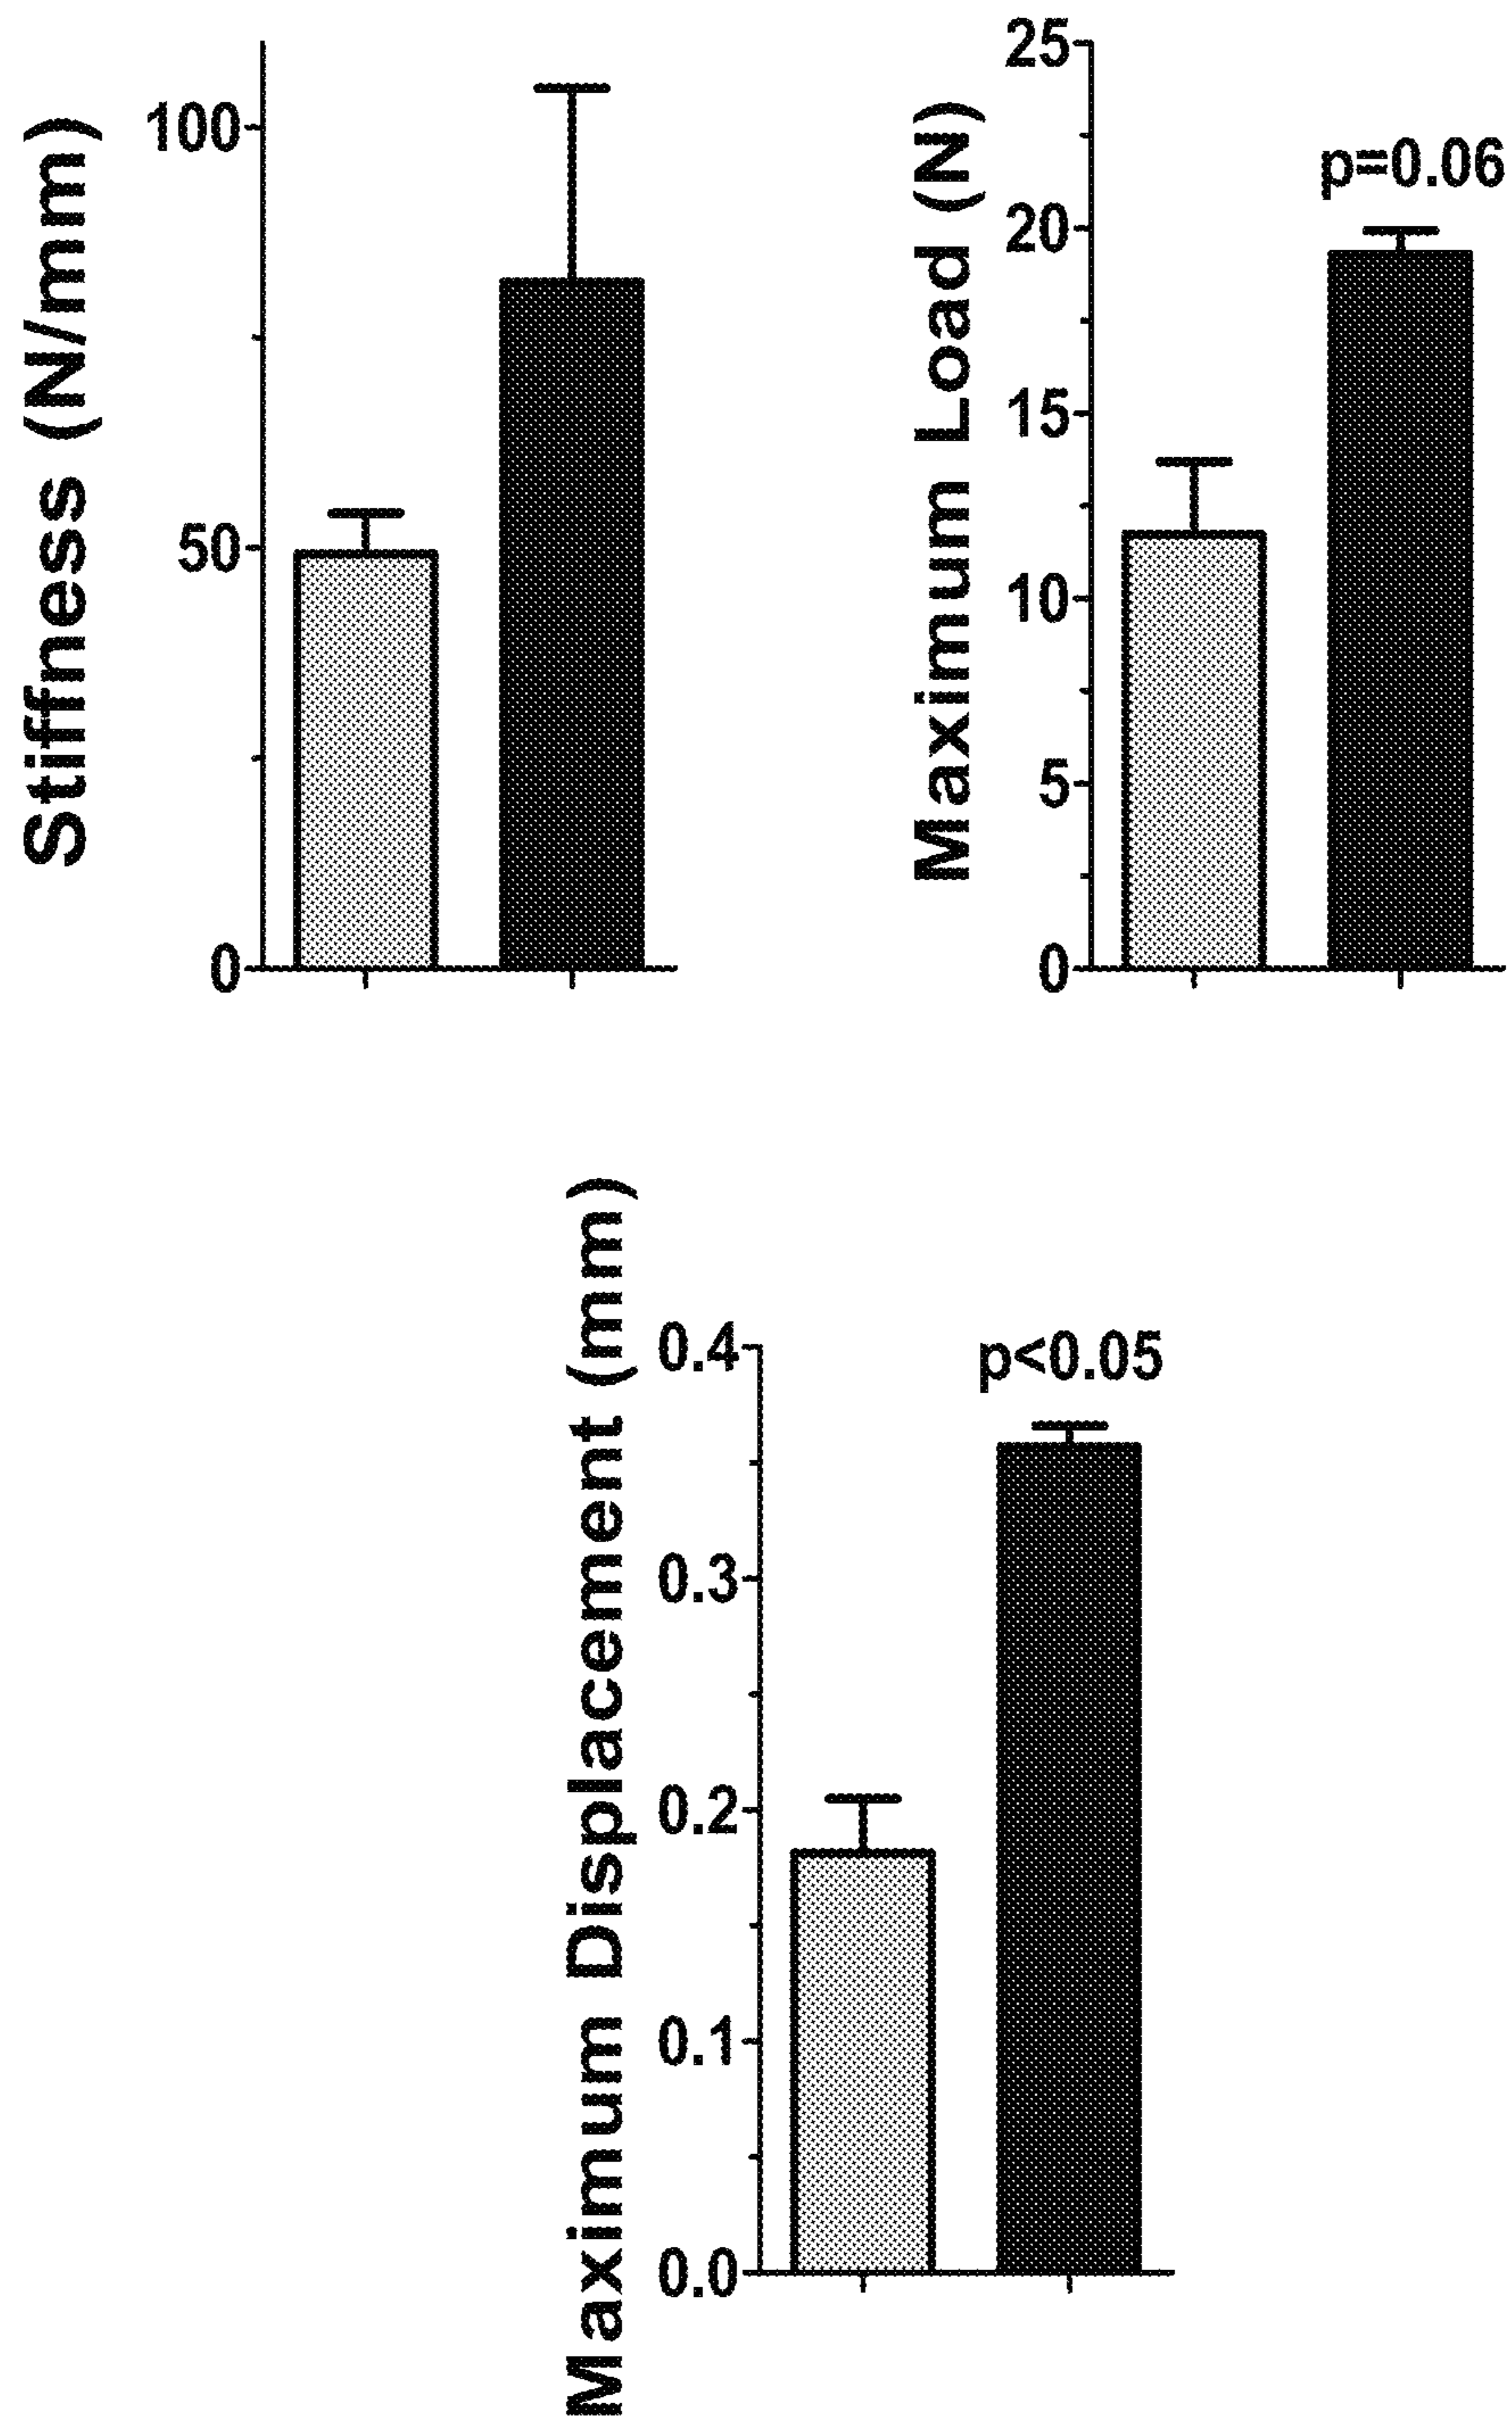 Stiffness (N/mm)
100
50
0
Maximum Load (N)
25
20
15
10
5
0
p=0.06
Maximum Displacement (mm)
0.4
0.3
0.2
0.1
0.0
p<0.05